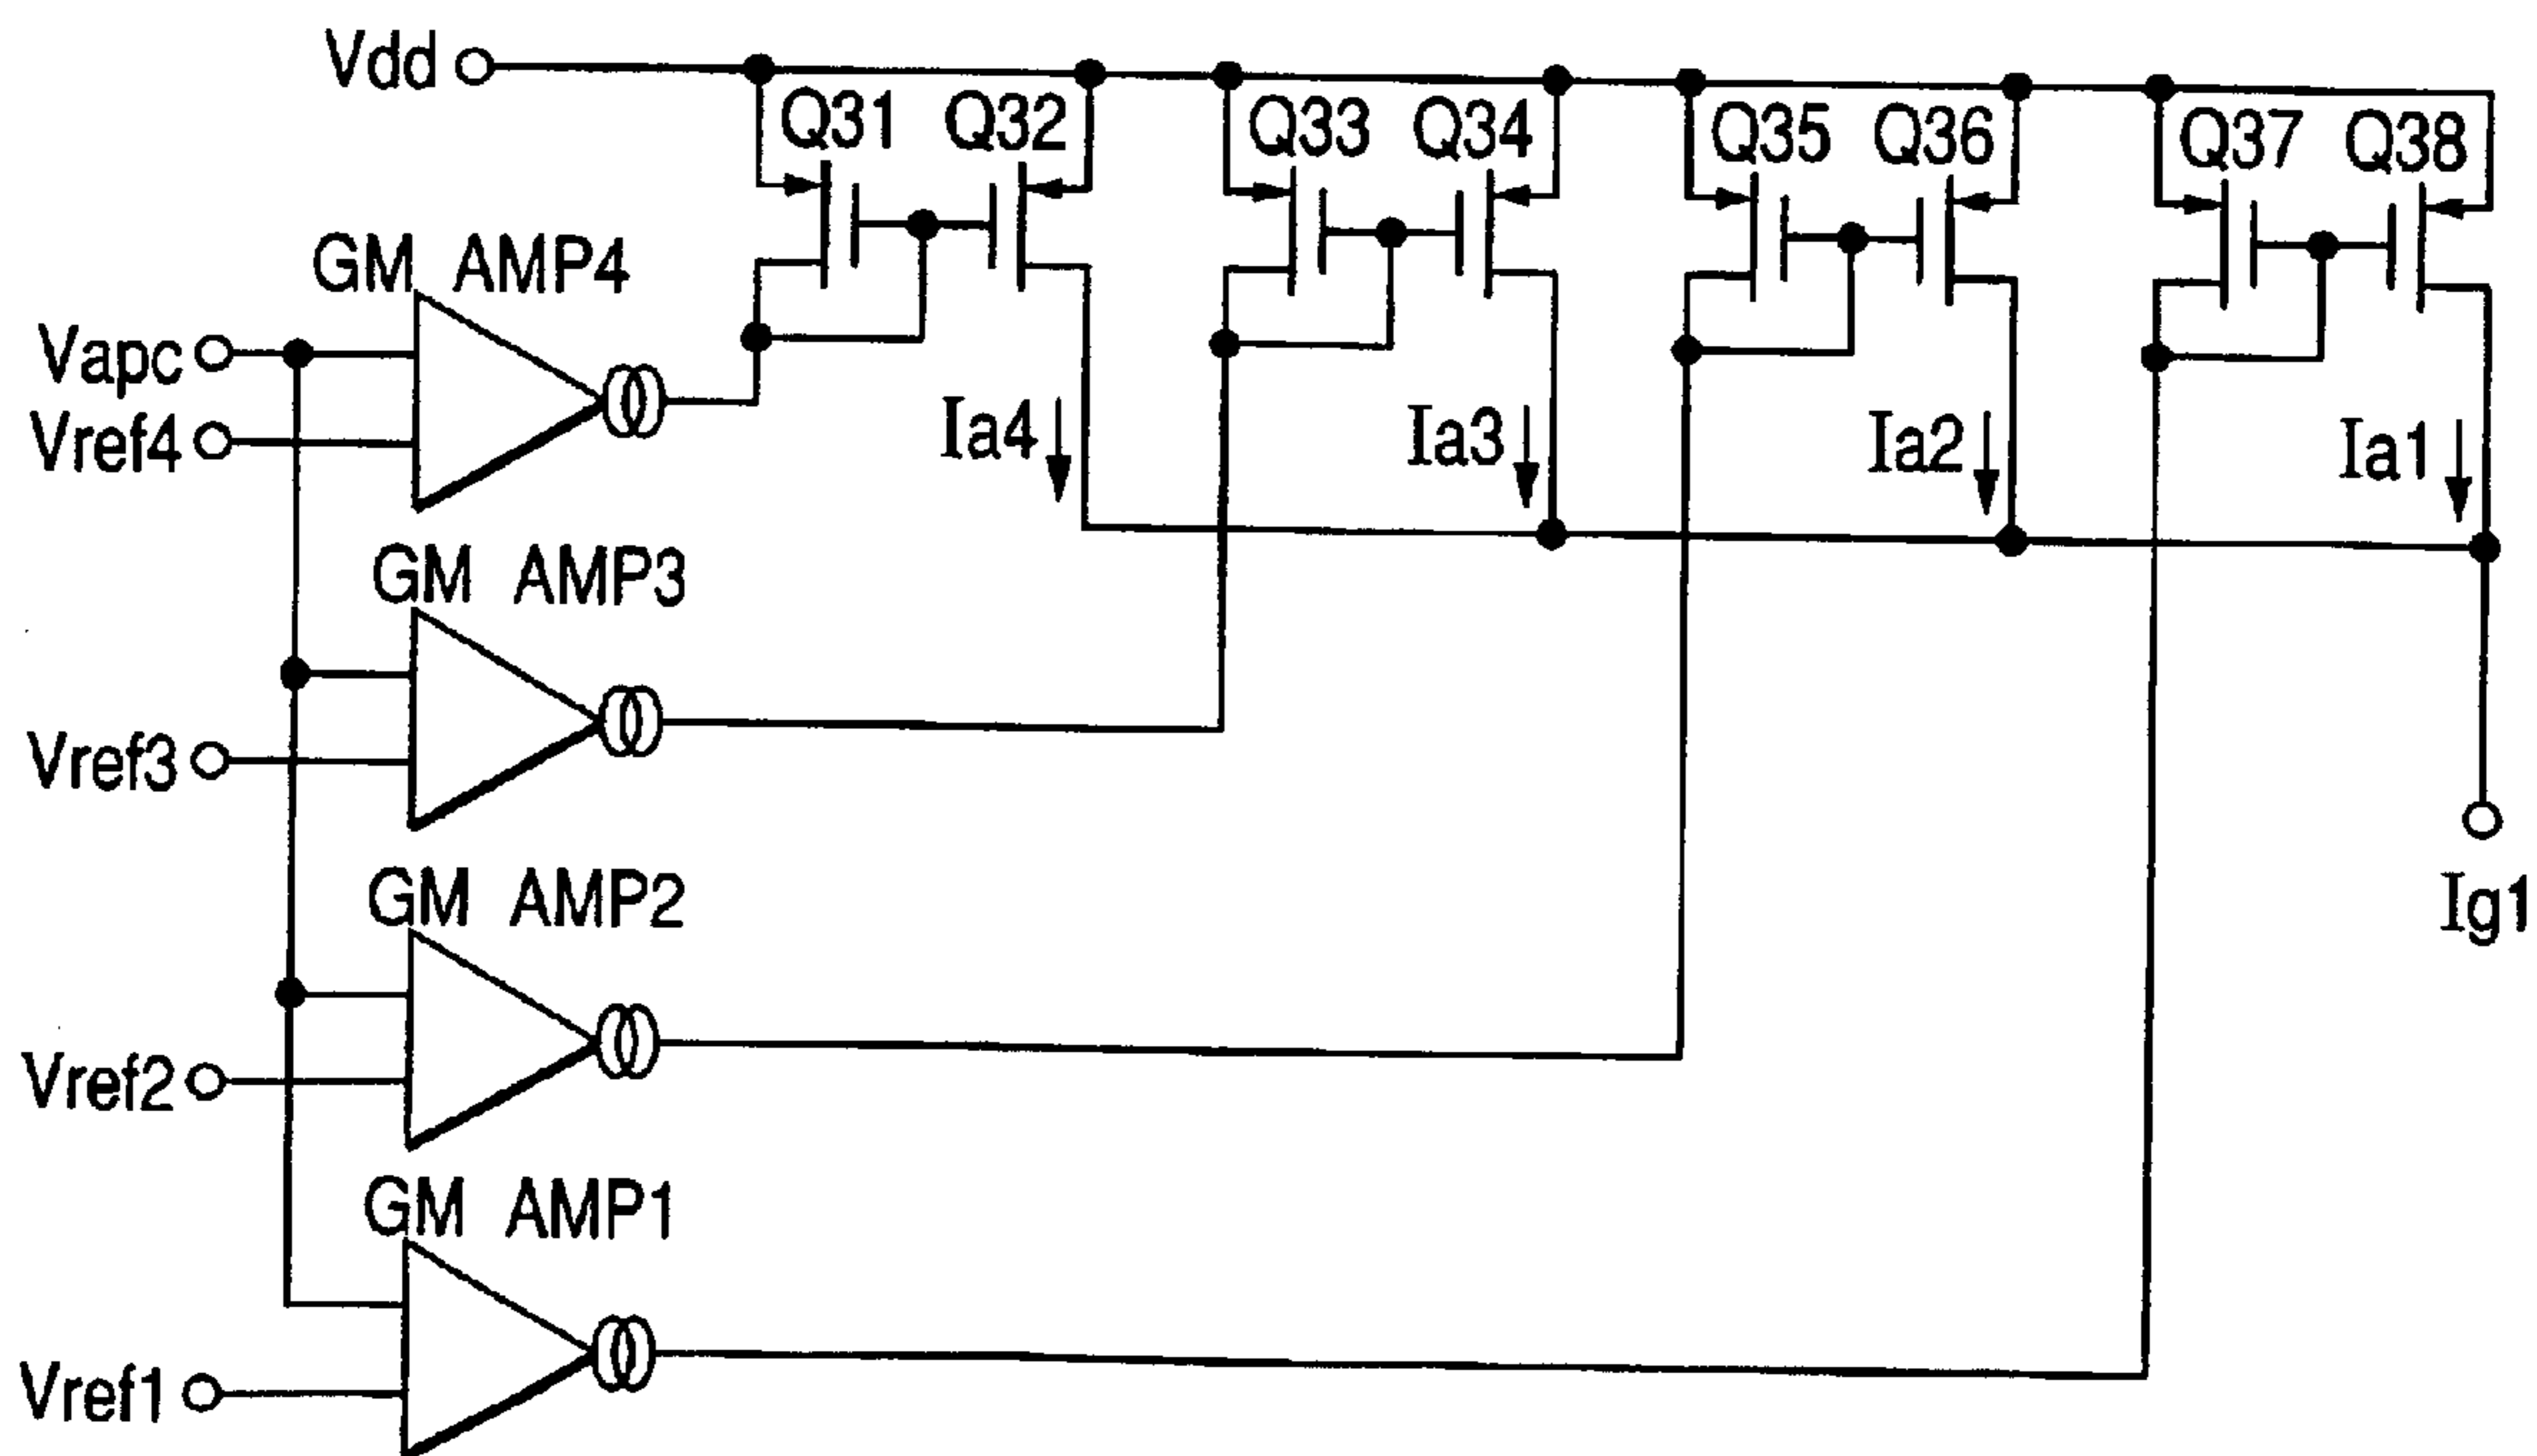 Vdd
Q31
Q32
Q33
Q34
Q35
Q36
Q37
Q38
GM AMP4
Vapc
Vref4
Ia4
Ia3
Ia2
Ia1
GM AMP3
Vref3
GM AMP2
Ig1
Vref2
GM AMP1
Vref1